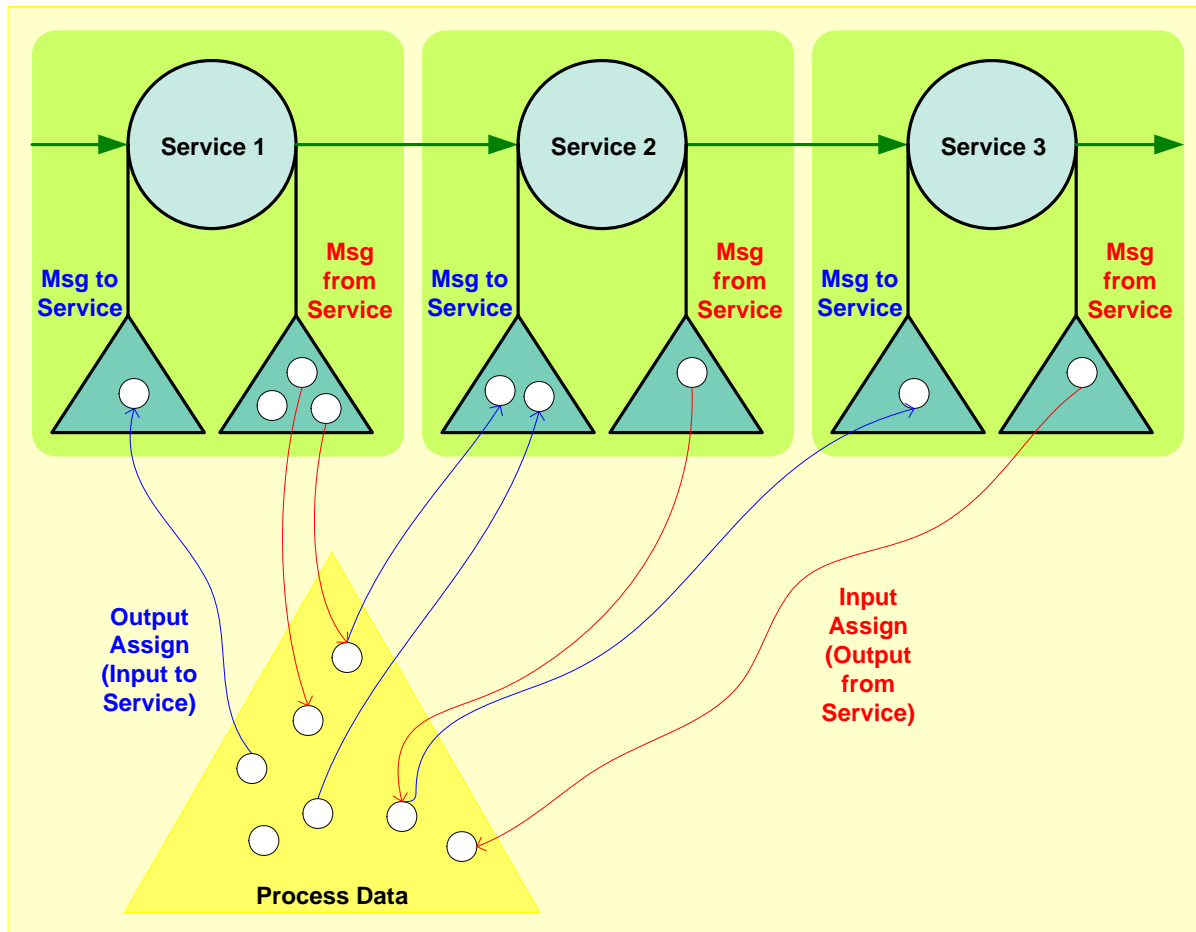 Service 1
Service 2
Service 3
Msg to
Service
Msg
from
Service
Msg to
Service
Msg
from
Service
Msg to
Service
Msg
from
Service
Output
Assign
(Input to
Service)
Input
Assign
(Output
from
Service)
Process Data